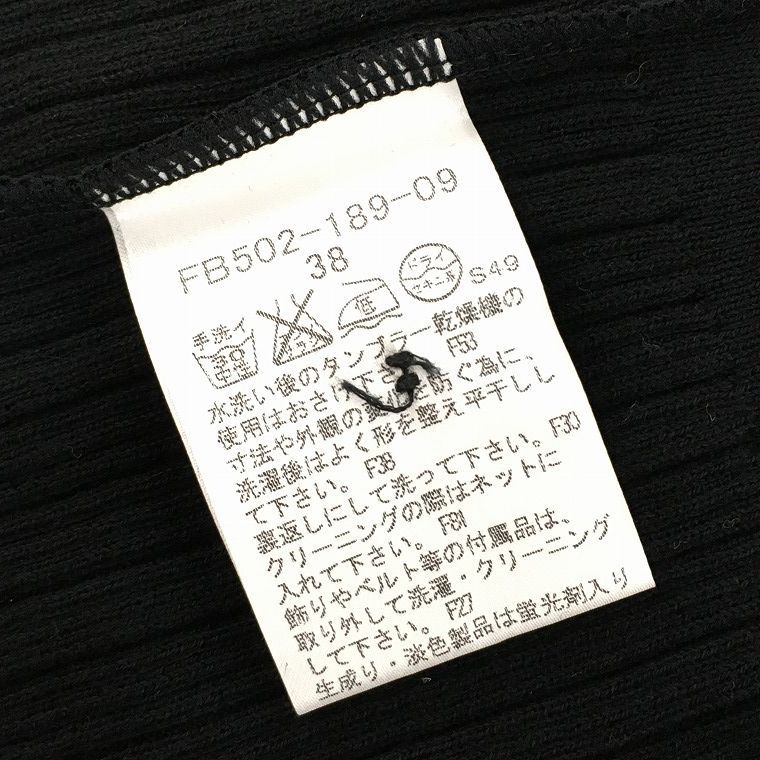 FB502-189-09
38
手洗イ
30
中性
低
ドライ
セキユ系
S49
水洗い後のタンブラー乾燥機の
使用はおさけ下さい。F53
寸法や外観の変化を防ぐ為に、
洗濯後はよく形を整え平干しし
て下さい。F38
裏返しにして洗って下さい。F30
クリーニングの際はネットに
入れて下さい。F81
飾りやベルト等の付属品は、
取り外して洗濯・クリーニング
して下さい。F27
生成り・淡色製品は蛍光剤入り